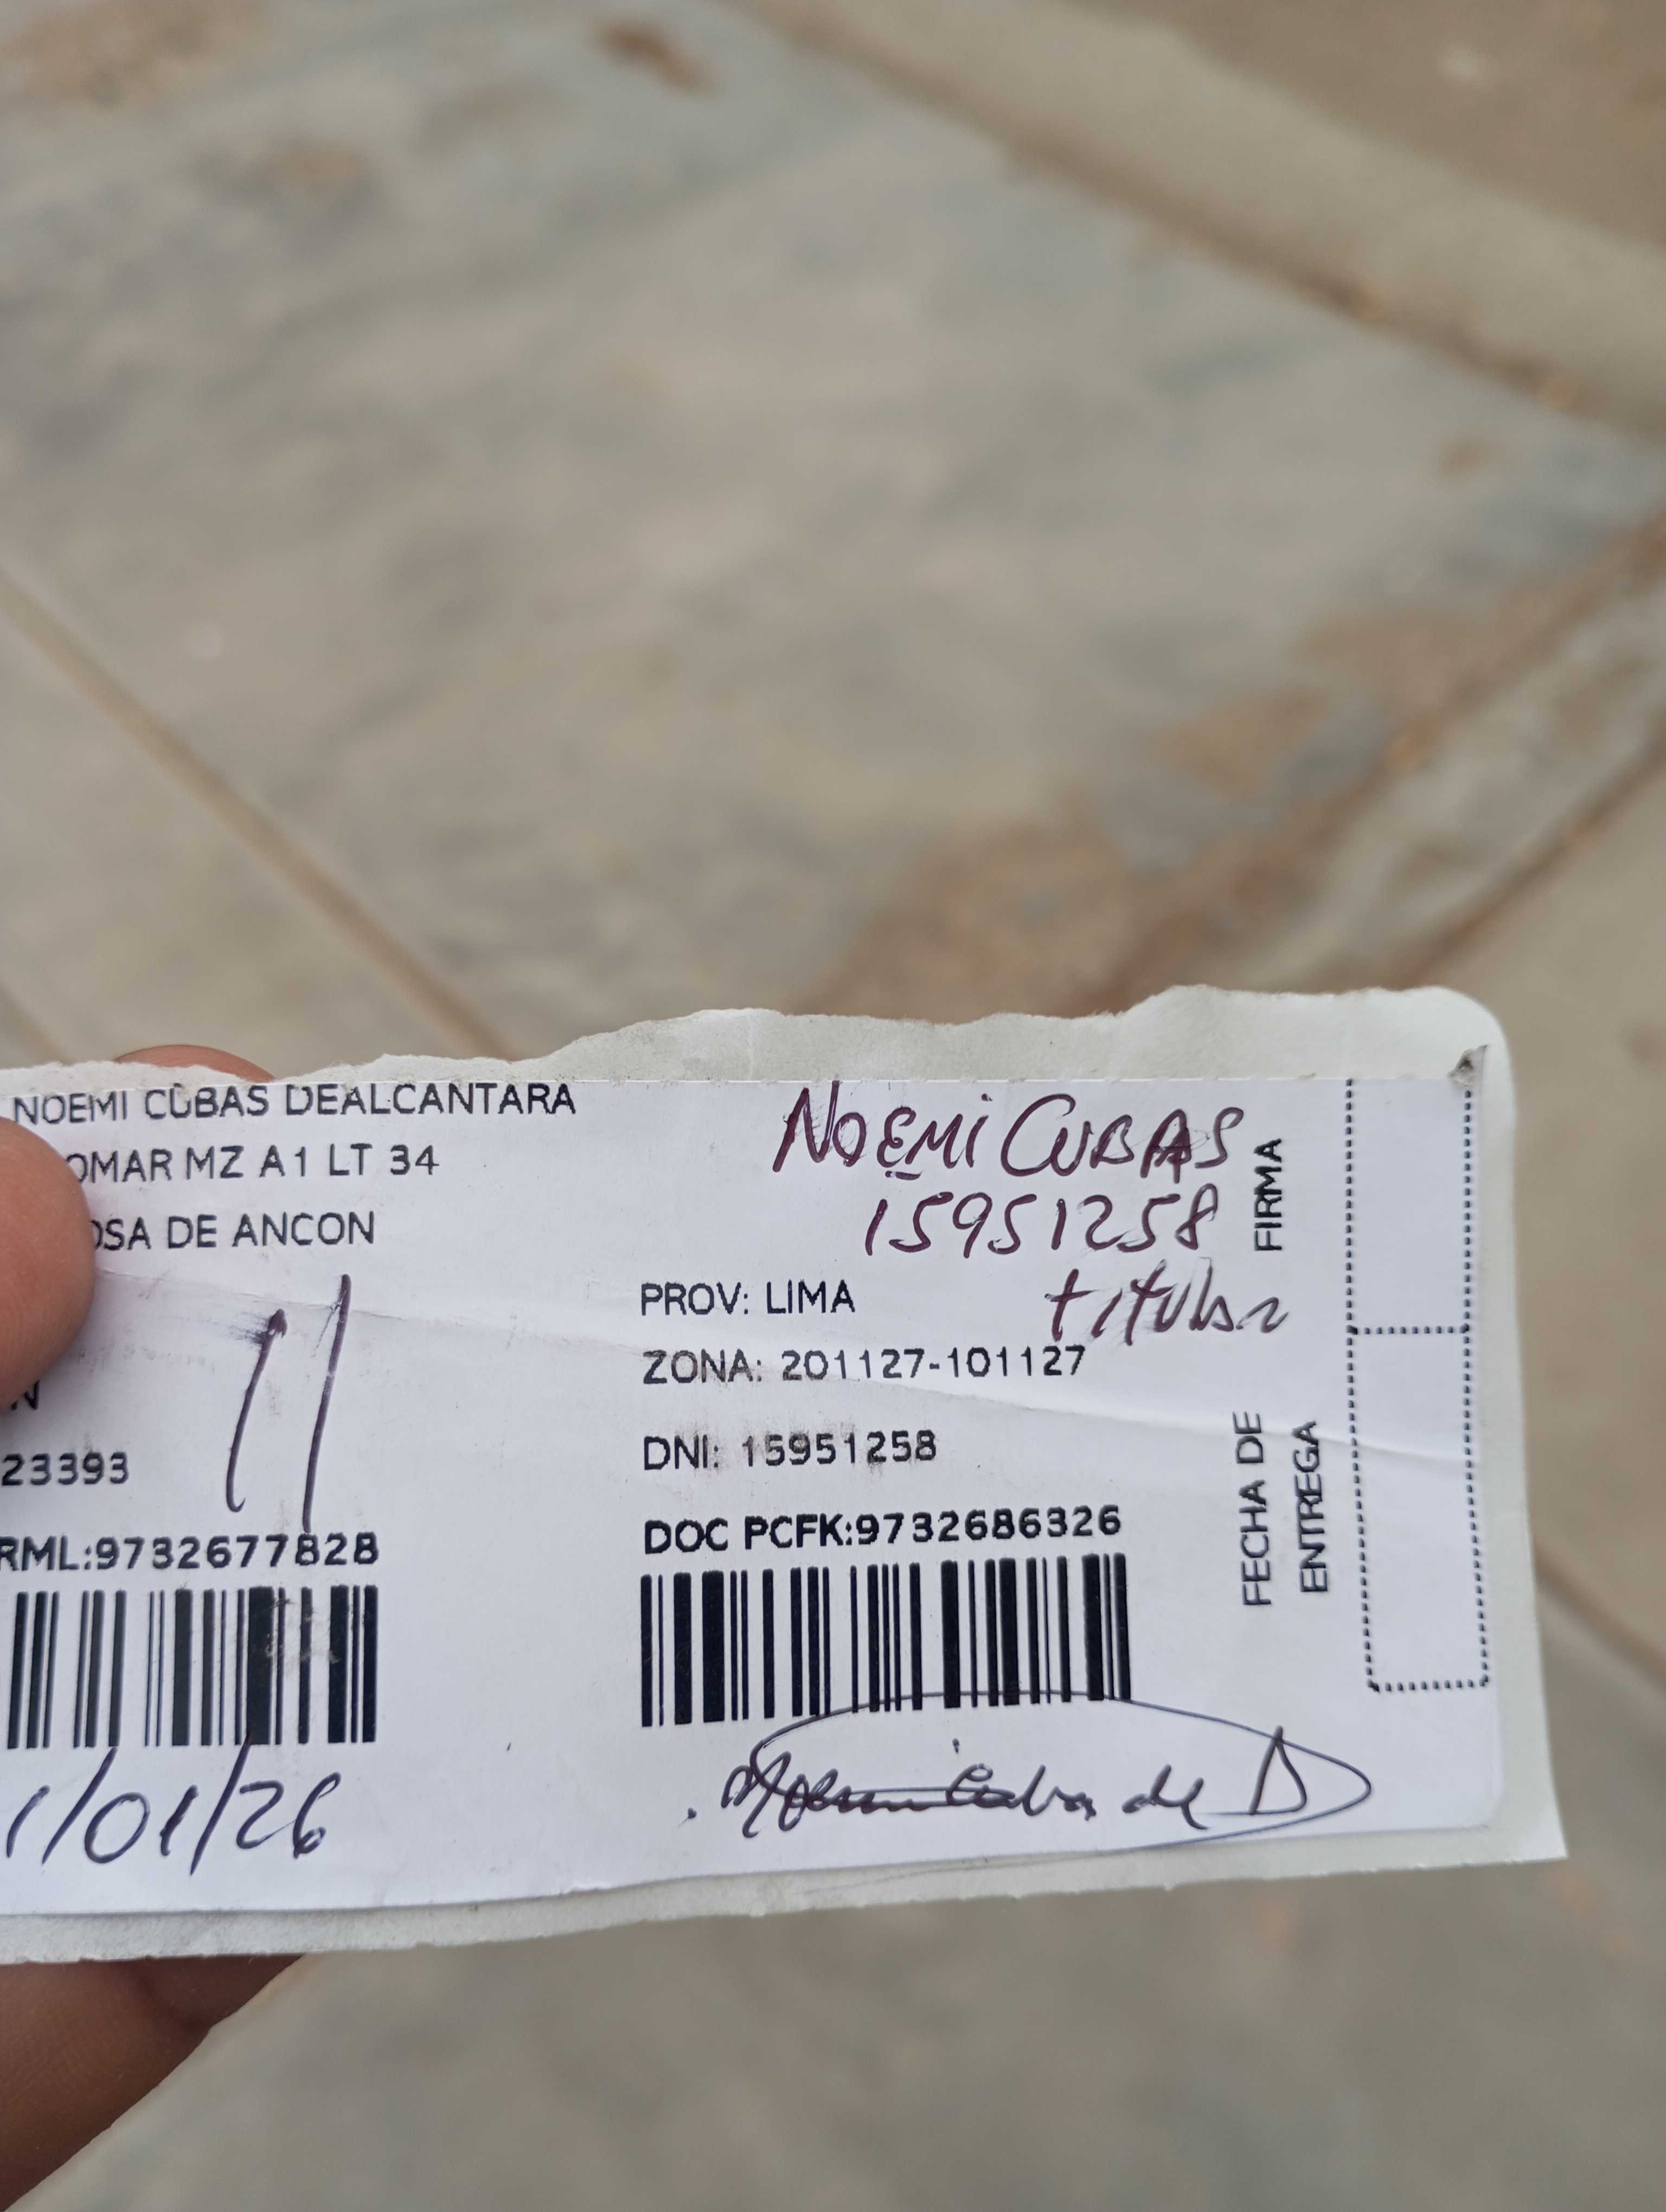 NOEMI CUBAS DEALCANTARA
OMAR MZ A1 LT 34
OSA DE ANCON
NOEMI CUBAS
15951258
titular
FIRMA
PROV: LIMA
ZONA: 201127-101127
N
23393
DNI: 15951258
RML:9732677828
DOC PCFK:9732686326
FECHA DE
ENTREGA
1/01/26
de